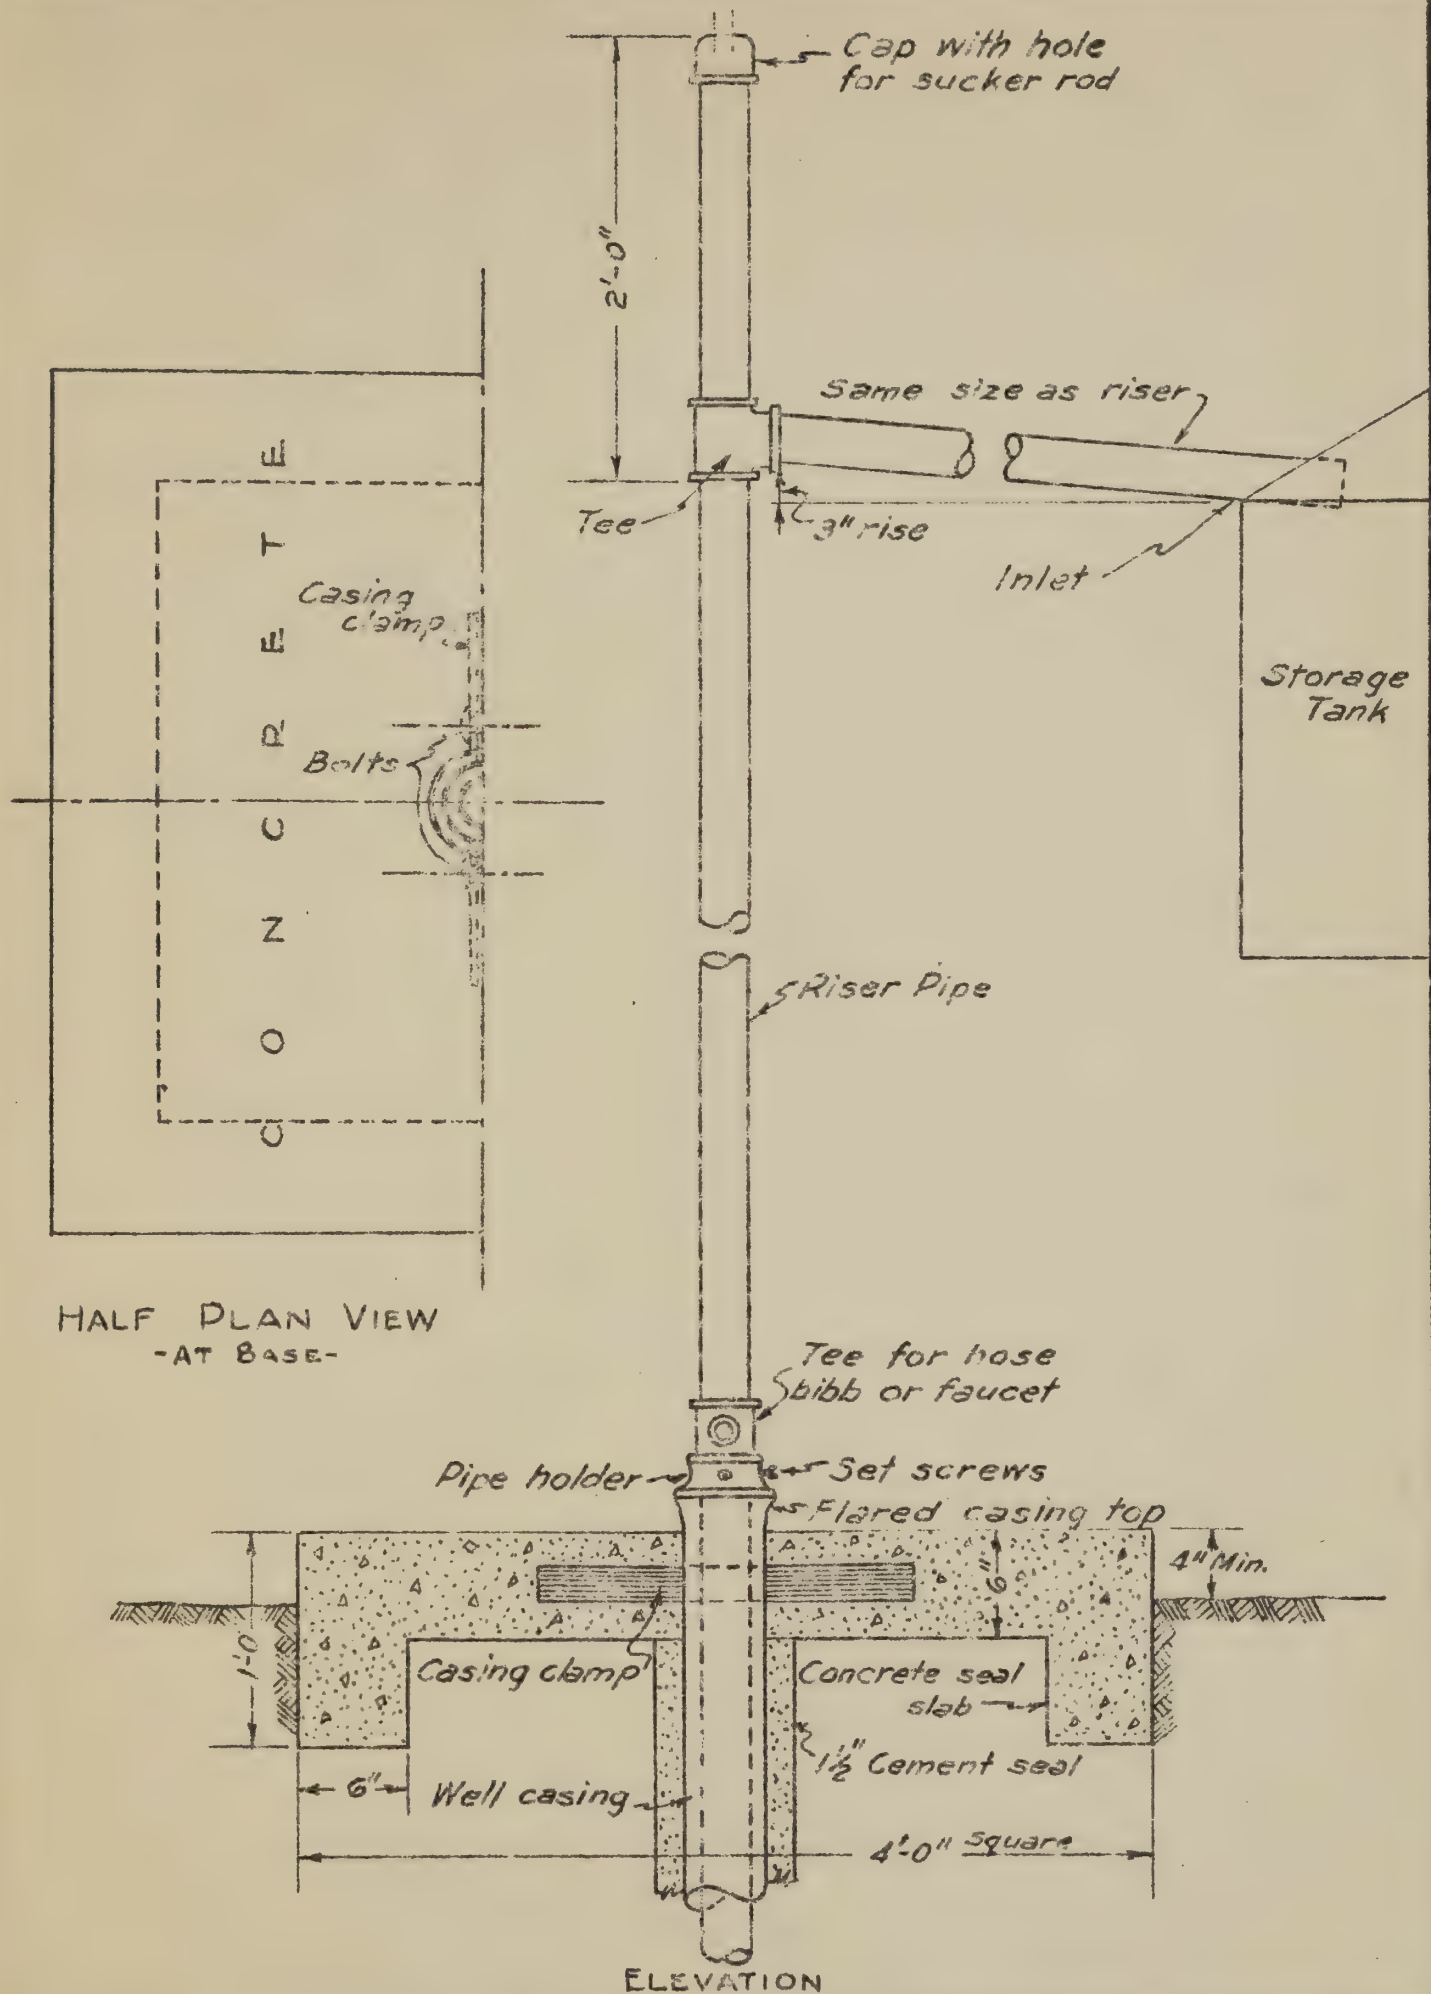 Cap with hole
for sucker rod
2'-0"
Same size as riser
Tee
3" rise
Inlet
Storage
Tank
Casing
clamp
Bolts
CONCRETE
Riser Pipe
HALF PLAN VIEW
-AT BASE-
Tee for hose
bibb or faucet
Pipe holder
Set screws
Flared casing top
4" Min.
6"
1'-0
Casing clamp
Concrete seal
slab
1½" Cement seal
6"
Well casing
4'-0" square
ELEVATION